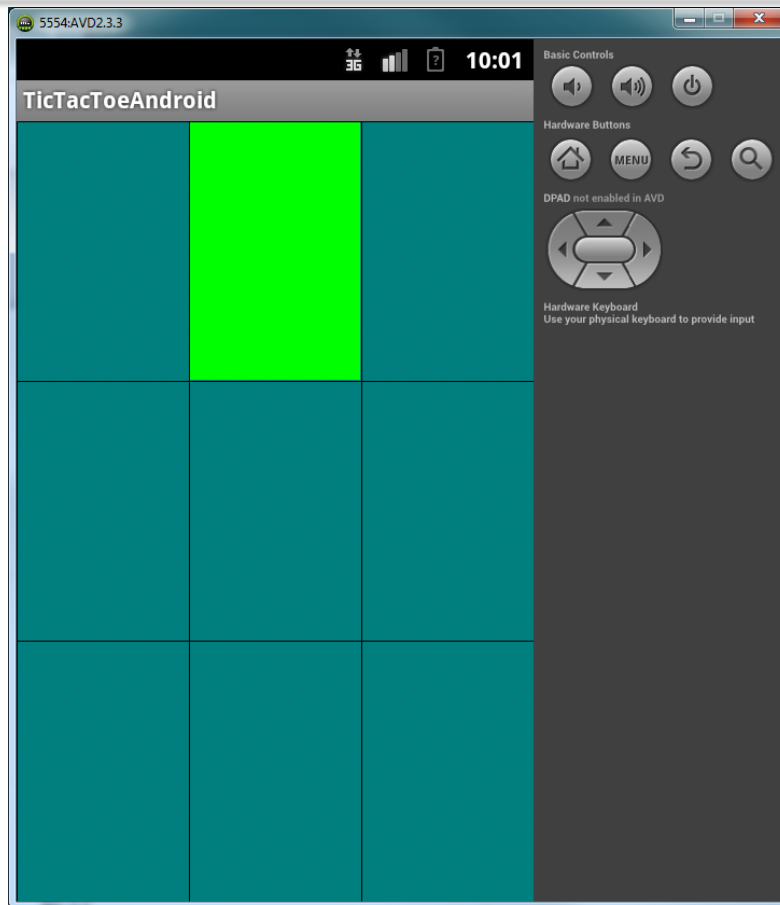 5554:AVD2.3.3
3G
10:01
TicTacToeAndroid
Basic Controls
Hardware Buttons
MENU
DPAD not enabled in AVD
Hardware Keyboard
Use your physical keyboard to provide input